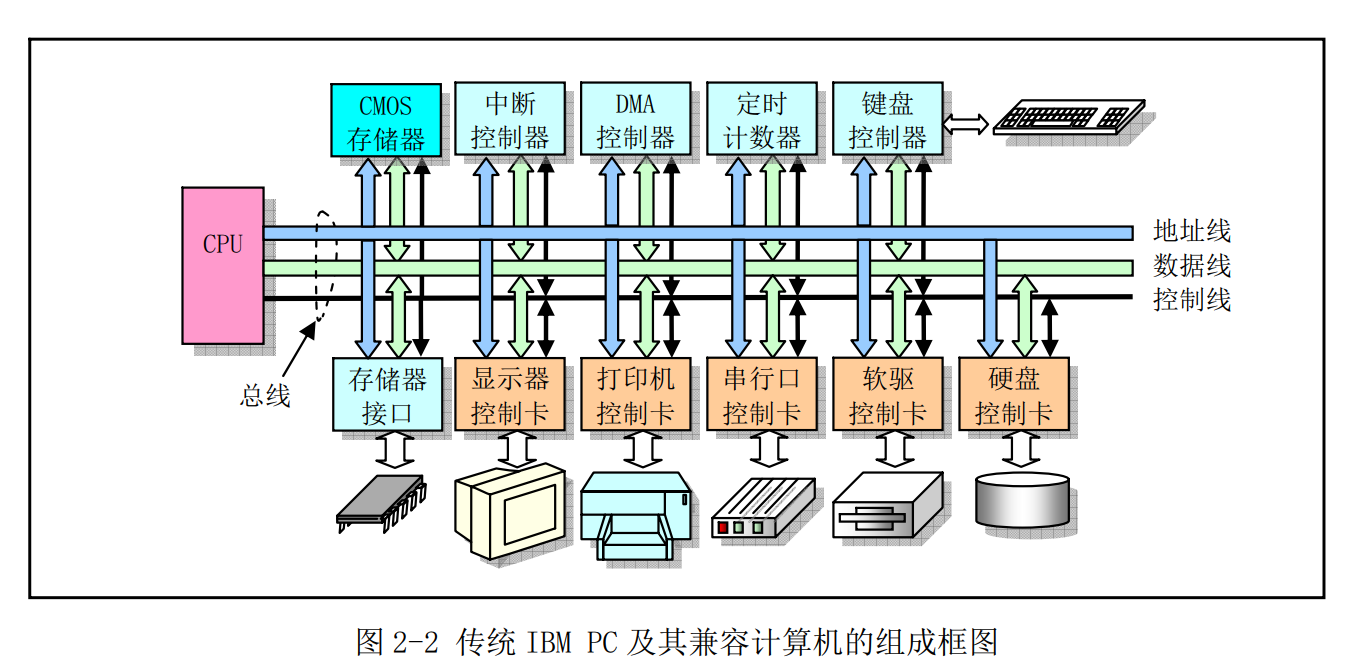 CMOS
存储器
中断
控制器
DMA
控制器
定时
计数器
键盘
控制器
CPU
地址线
数据线
控制线
总线
存储器
接口
显示器
控制卡
打印机
控制卡
串行口
控制卡
软驱
控制卡
硬盘
控制卡
图 2-2 传统 IBM PC 及其兼容计算机的组成框图